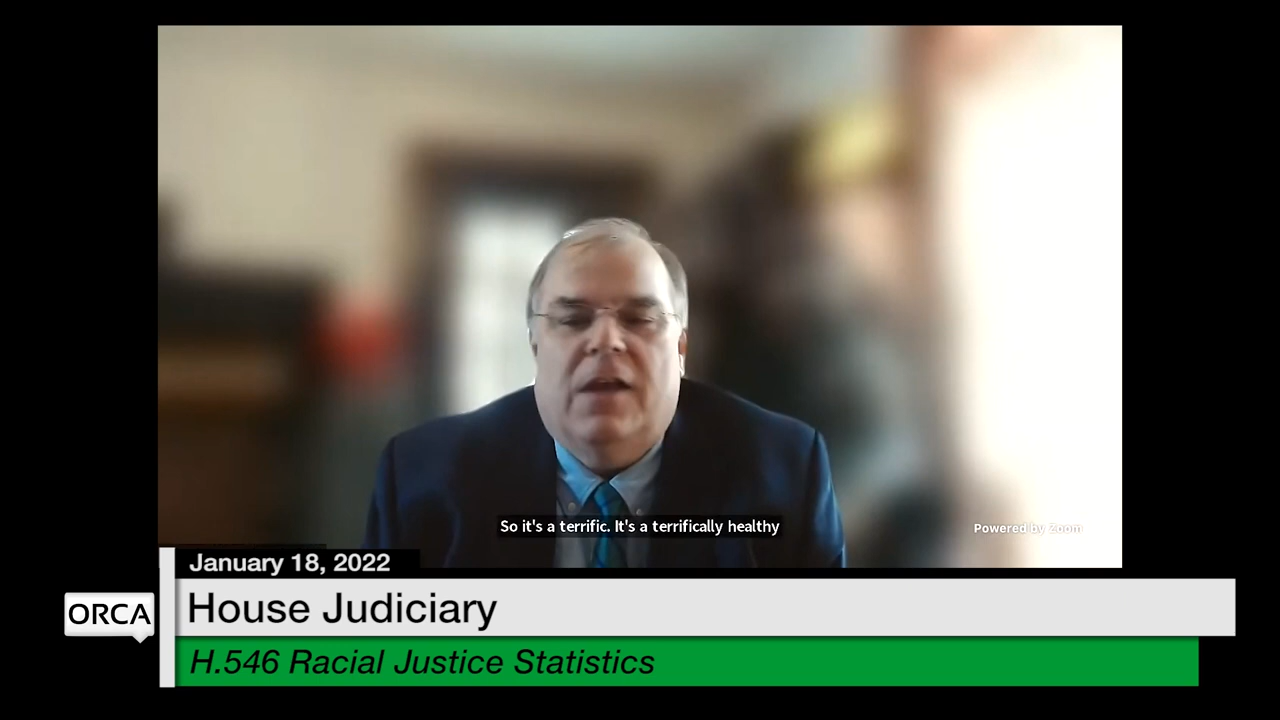 So it's a terrific. It's a terrifically healthy
Powered by Zoom
January 18, 2022
ORCA
House Judiciary
H.546 Racial Justice Statistics